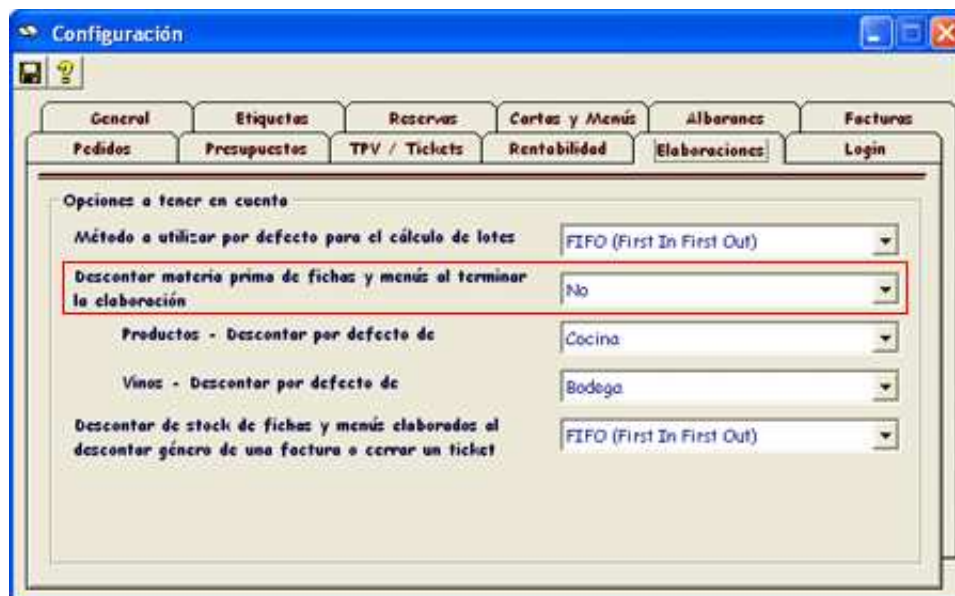 Configuración
General Etiquetas Reservas Cartas y Menús Albaranes Facturas
Pedidos Presupuestos TPV / Tickets Rentabilidad Elaboraciones Login
Opciones a tener en cuenta
Método a utilizar por defecto para el cálculo de lotes FIFO (First In First Out)
Descontar materia prima de fichas y menús al terminar
la elaboración No
Productos - Descontar por defecto de Cocina
Vinos - Descontar por defecto de Bodega
Descontar de stock de fichas y menús elaborados al
descontar género de una factura o cerrar un ticket FIFO (First In First Out)